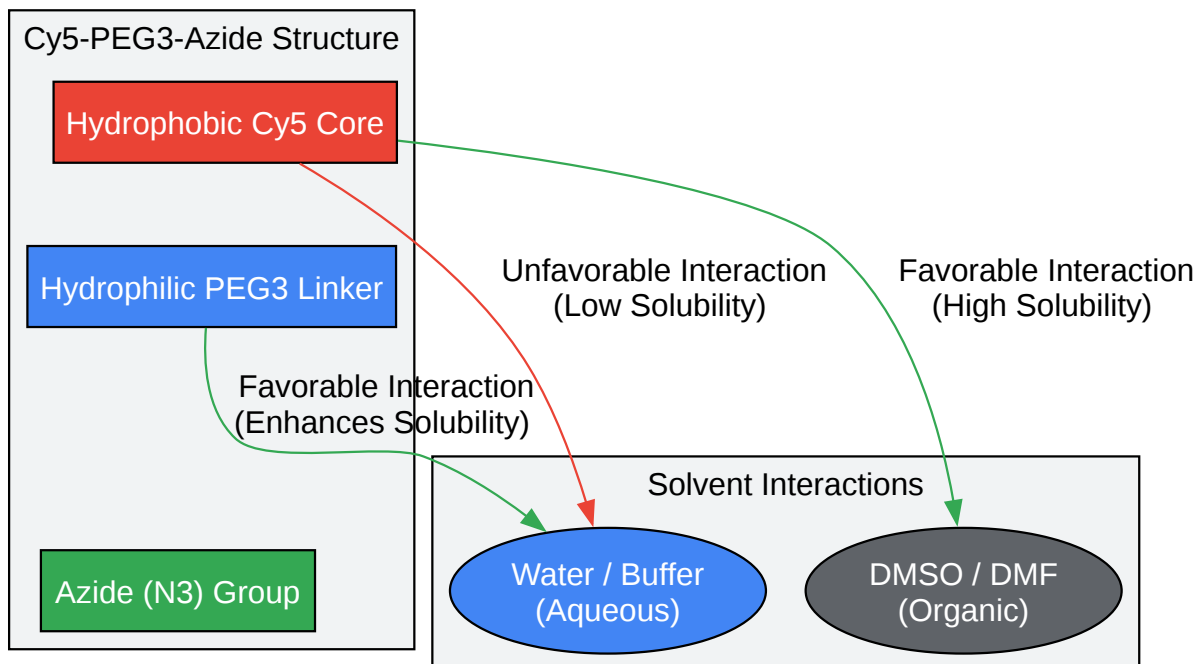 Cy5-PEG3-Azide Structure
Hydrophobic Cy5 Core
Hydrophilic PEG3 Linker
Unfavorable Interaction
(Low Solubility)
Favorable Interaction
(High Solubility)
Favorable Interaction
(Enhances Solubility)
Solvent Interactions
Azide (N3) Group
Water / Buffer
(Aqueous)
DMSO / DMF
(Organic)